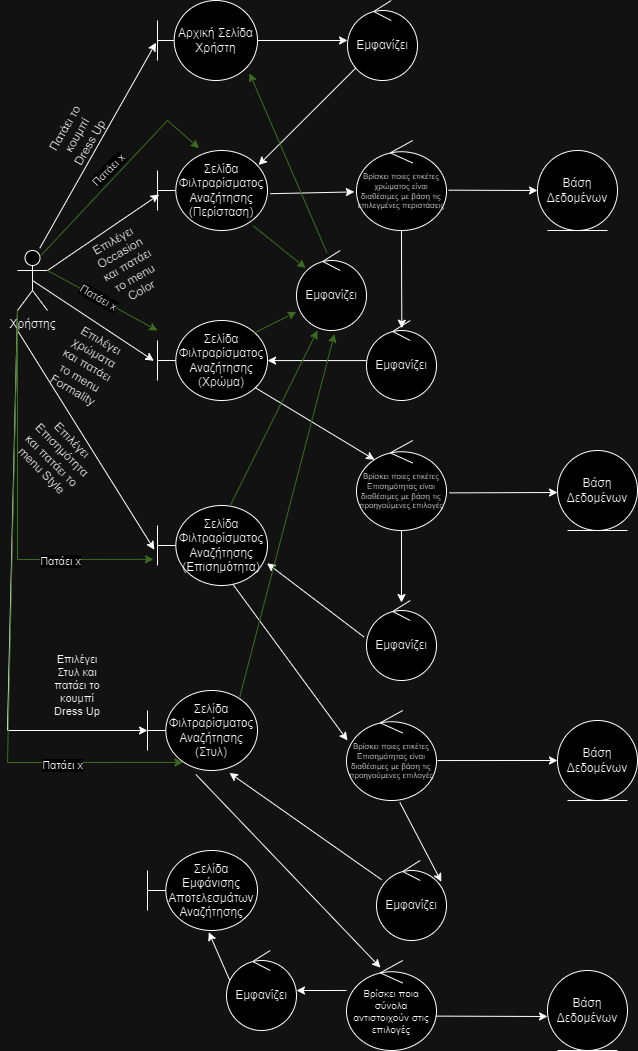 Αρχική Σελίδα
Χρήστη
Εμφανίζει
Πατάει το
κουμπί
Dress Up
Πατάει x
Σελίδα
Φιλτραρίσματος
Αναζήτησης
(Περίσταση)
Βρίσκει ποιες ετικέτες
χρώματος είναι
διαθέσιμες με βάση τις
επιλεγμένες περιστάσεις
Βάση
Δεδομένων
Επιλέγει
Occasion
και πατάει
το menu
Color
Εμφανίζει
Πατάει x
Χρήστης
Επιλέγει
χρώματα
και πατάει
το menu
Formality
Σελίδα
Φιλτραρίσματος
Αναζήτησης
(Χρώμα)
Εμφανίζει
Επιλέγει
Επισημότητα
και πατάει το
menu Style
Βρίσκει ποιες ετικέτες
Επισημότητας είναι
διαθέσιμες με βάση τις
προηγούμενες επιλογές
Βάση
Δεδομένων
Σελίδα
Φιλτραρίσματος
Αναζήτησης
(Επισημότητα)
Πατάει x
Εμφανίζει
Επιλέγει
Στυλ και
πατάει το
κουμπί
Dress Up
Σελίδα
Φιλτραρίσματος
Αναζήτησης
(Στυλ)
Πατάει x
Βρίσκει ποιες ετικέτες
Επισημότητας είναι
διαθέσιμες με βάση τις
προηγούμενες επιλογές
Βάση
Δεδομένων
Σελίδα
Εμφάνισης
Αποτελεσμάτων
Αναζήτησης
Εμφανίζει
Εμφανίζει
Βρίσκει ποια
σύνολα
αντιστοιχούν στις
επιλογές
Βάση
Δεδομένων